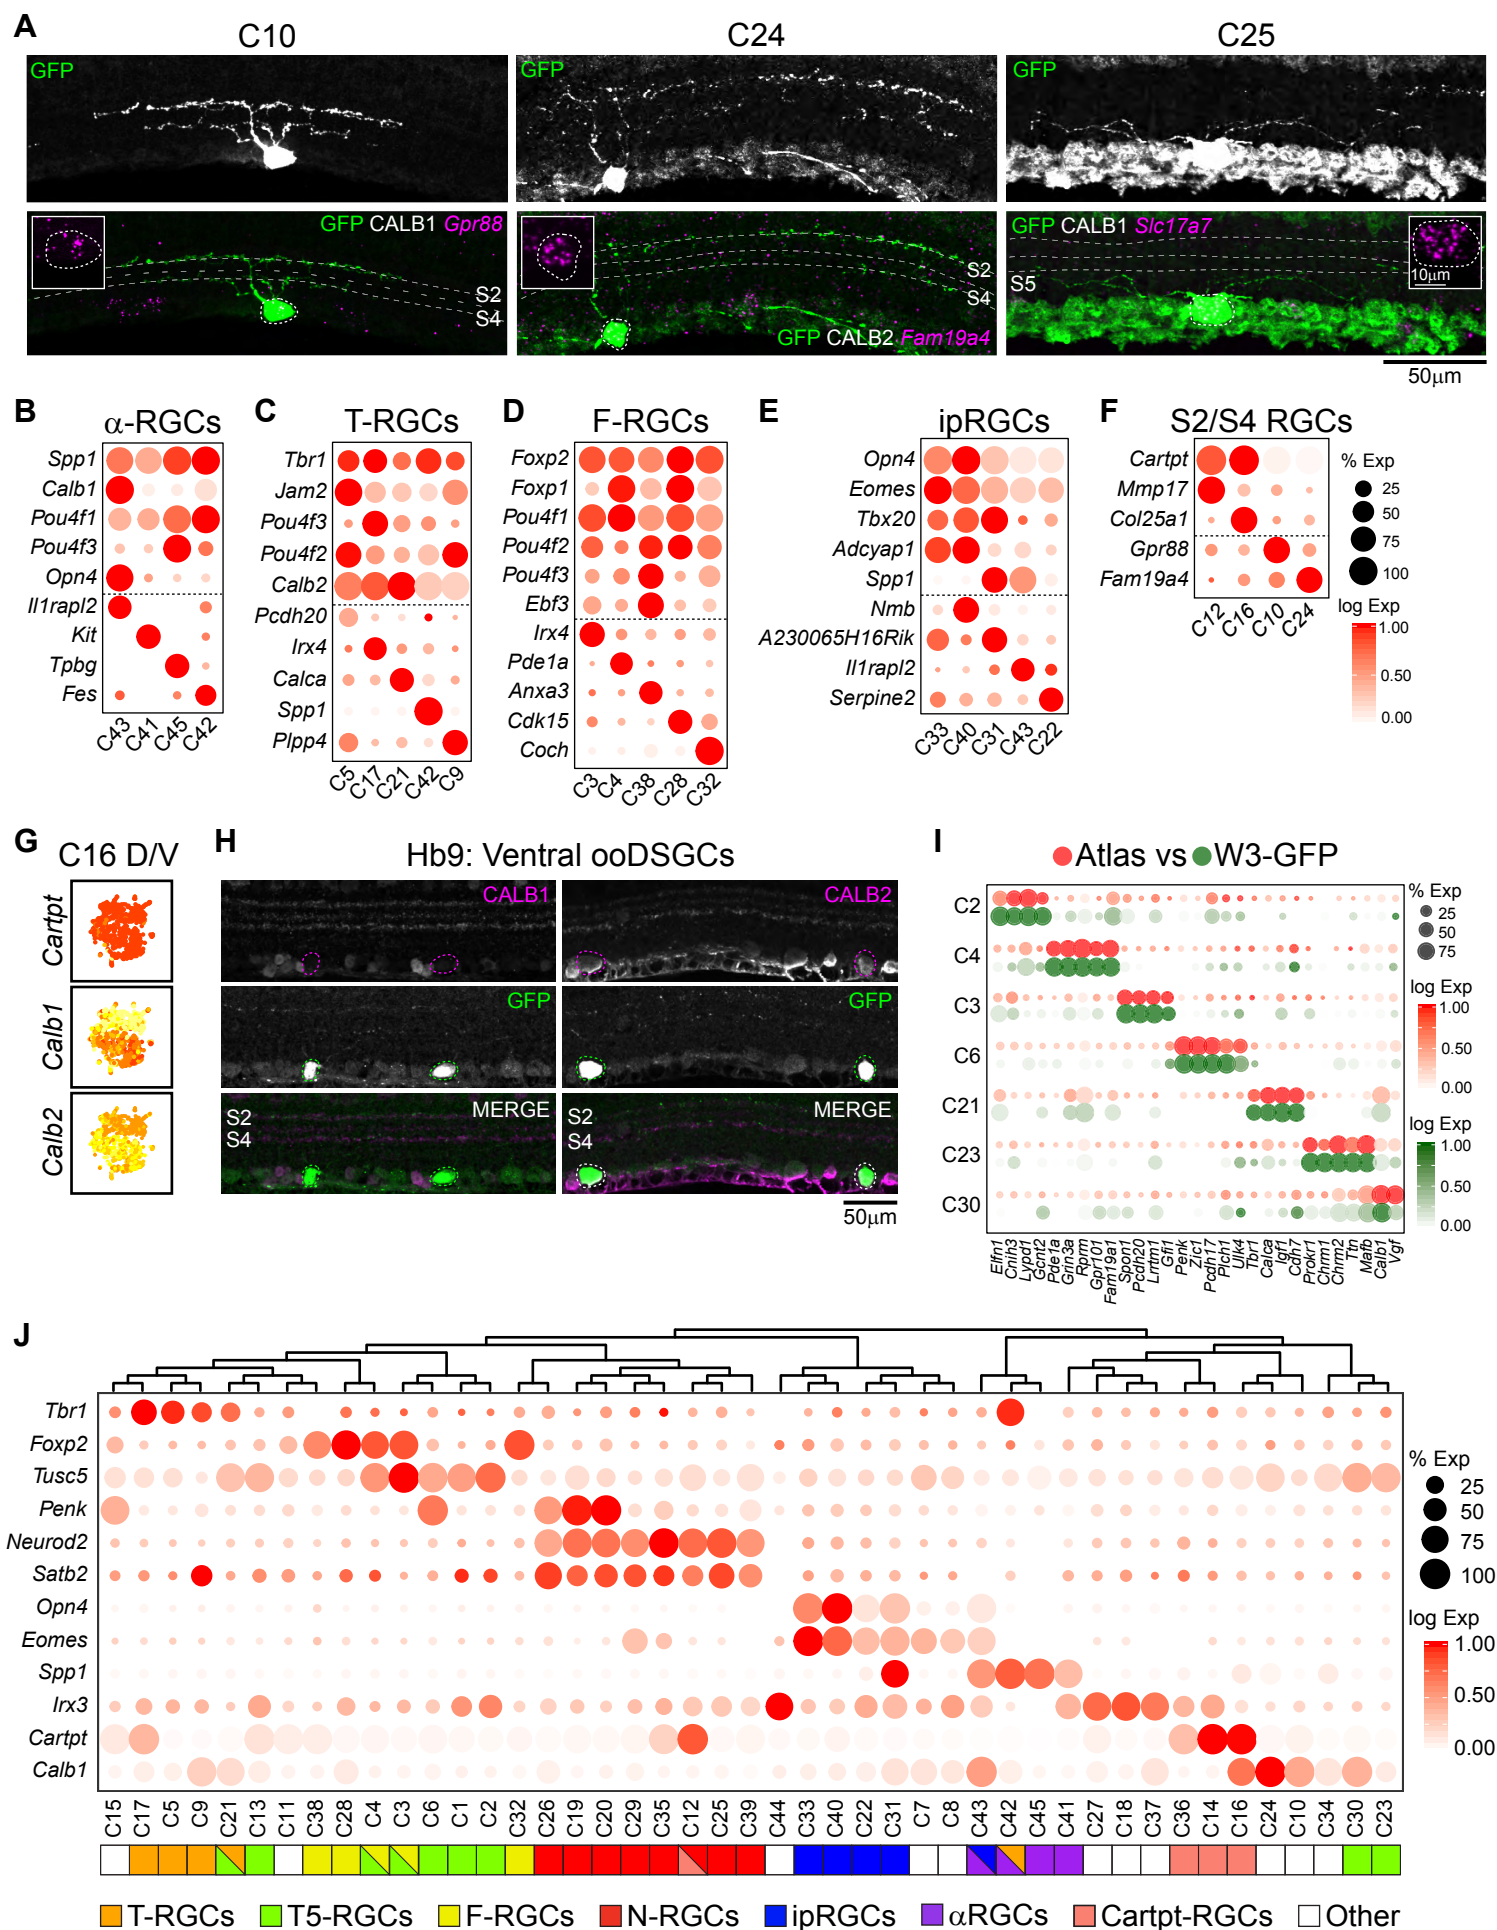 A
C10
C24
C25
GFP
GFP
GFP
GFP CALB1 Gpr88
S2
S4
S2
S4
GFP CALB2 Fam19a4
GFP CALB1 Slc17a7
10μm
S5
50μm
B
α-RGCs
Spp1
Calb1
Pou4f1
Pou4f3
Opn4
Il1rapl2
Kit
Tpbg
Fes
C43
C41
C45
C42
C
T-RGCs
Tbr1
Jam2
Pou4f3
Pou4f2
Calb2
Pcdh20
Irx4
Calca
Spp1
Plpp4
C5
C17
C21
C42
C9
D
F-RGCs
Foxp2
Foxp1
Pou4f1
Pou4f2
Pou4f3
Ebf3
Irx4
Pde1a
Anxa3
Cdk15
Coch
C3
C4
C38
C28
C32
E
ipRGCs
Opn4
Eomes
Tbx20
Adcyap1
Spp1
Nmb
A230065H16Rik
Il1rapl2
Serpine2
C33
C40
C31
C43
C22
F
S2/S4 RGCs
Cartpt
Mmp17
Col25a1
Gpr88
Fam19a4
C12
C16
C10
C24
% Exp
25
50
75
100
log Exp
1.00
0.50
0.00
G
C16 D/V
Cartpt
Calb1
Calb2
H
Hb9: Ventral ooDSGCs
CALB1
CALB2
GFP
GFP
MERGE
S2
S4
MERGE
S2
S4
50μm
I
Atlas vs W3-GFP
C2
C4
C3
C6
C21
C23
C30
Elfn1
Cnih3
Lypd1
Gcnt2
Pde1a
Grin3a
Rprm
Gpr101
Fam19a1
Spon1
Pcdh20
Lrrtm1
Gfi1
Penk
Zic1
Pcdh17
Plch1
Ulk4
Tbr1
Calca
Igf1
Cdh7
Prokr1
Chrm1
Chrm2
Ttn
Mafb
Calb1
Vgf
% Exp
25
50
75
log Exp
1.00
0.50
0.00
log Exp
1.00
0.50
0.00
J
Tbr1
Foxp2
Tusc5
Penk
Neurod2
Satb2
Opn4
Eomes
Spp1
Irx3
Cartpt
Calb1
C15
C17
C5
C9
C21
C13
C11
C38
C28
C4
C3
C6
C1
C2
C32
C26
C19
C20
C29
C35
C12
C25
C39
C44
C33
C40
C22
C31
C7
C8
C43
C42
C45
C41
C27
C18
C37
C36
C14
C16
C24
C10
C34
C30
C23
% Exp
25
50
75
100
log Exp
1.00
0.50
0.00
T-RGCs
T5-RGCs
F-RGCs
N-RGCs
ipRGCs
αRGCs
Cartpt-RGCs
Other